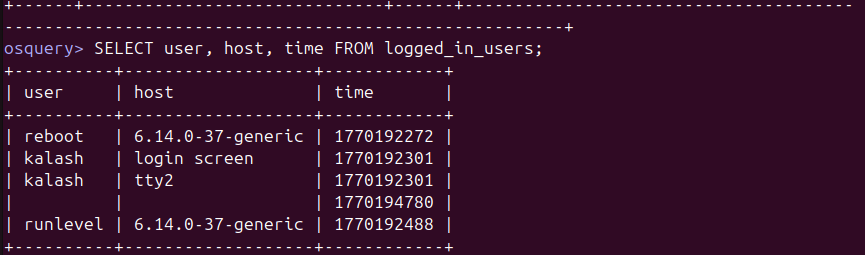 +------+------------------------------+------+--------------------------------------
------------------------------------------------------+
osquery> SELECT user, host, time FROM logged_in_users;
+----------+-------------------+------------+
| user     | host              | time       |
+----------+-------------------+------------+
| reboot   | 6.14.0-37-generic | 1770192272 |
| kalash   | login screen      | 1770192301 |
| kalash   | tty2              | 1770192301 |
|          |                   | 1770194780 |
| runlevel | 6.14.0-37-generic | 1770192488 |
+----------+-------------------+------------+